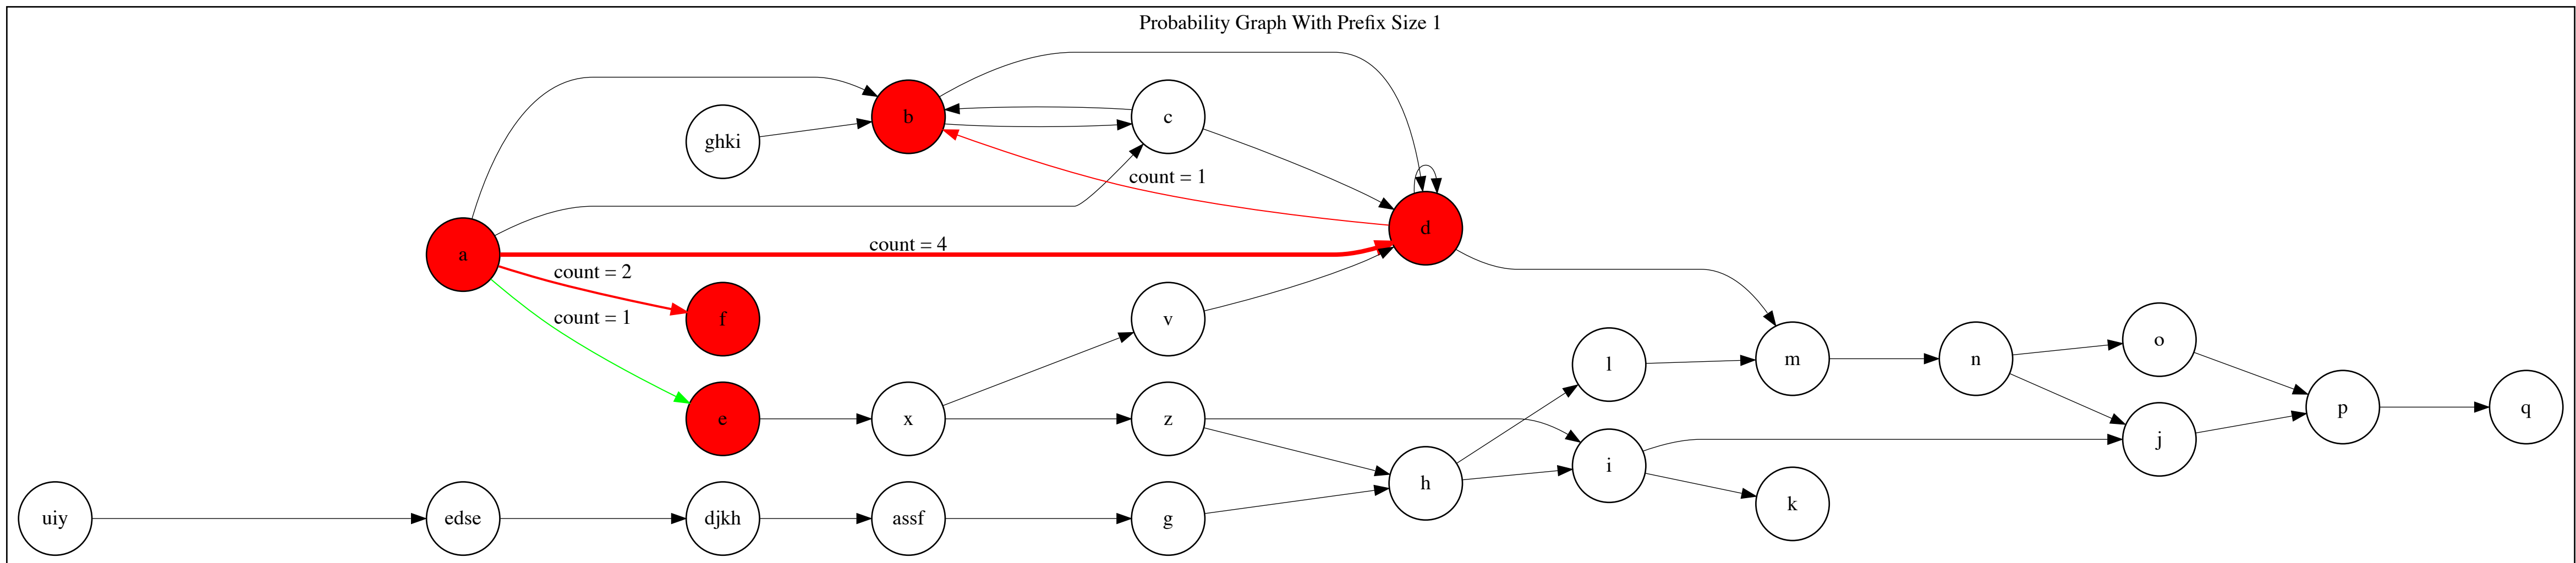 Probability Graph With Prefix Size 1
b
c
ghki
count = 1
d
a
count = 4
count = 2
f
count = 1
v
o
l
m
n
e
x
z
p
q
j
i
h
k
uiy
edse
djkh
assf
g